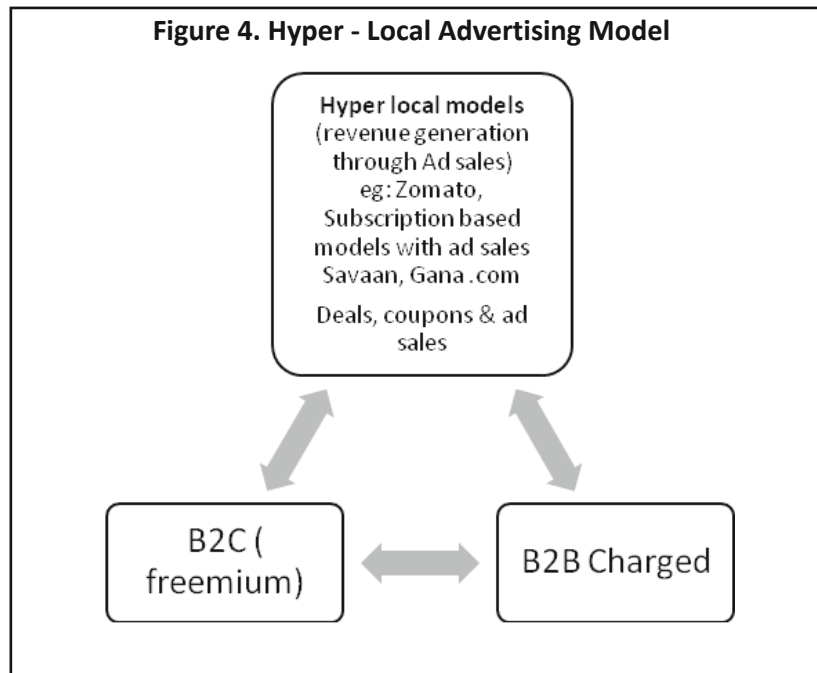 Figure 4. Hyper - Local Advertising Model
Hyper local models
(revenue generation
through Ad sales)
eg: Zomato,
Subscription based
models with ad sales
Savaan, Gana .com
Deals, coupons & ad
sales
B2C (
freemium)
B2B Charged